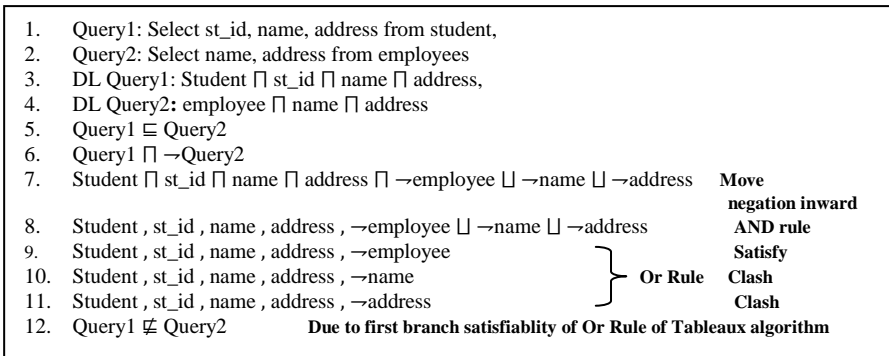 1. Query1: Select st_id, name, address from student,
2. Query2: Select name, address from employees
3. DL Query1: Student ⊓ st_id ⊓ name ⊓ address,
4. DL Query2: employee ⊓ name ⊓ address
5. Query1 ⊑ Query2
6. Query1 ⊓ ¬Query2
7. Student ⊓ st_id ⊓ name ⊓ address ⊓ ¬employee ⊔ ¬name ⊔ ¬address Move
negation inward
8. Student , st_id , name , address , ¬employee ⊔ ¬name ⊔ ¬address AND rule
9. Student , st_id , name , address , ¬employee Satisfy
10. Student , st_id , name , address , ¬name Or Rule Clash
11. Student , st_id , name , address , ¬address Clash
12. Query1 ⋢ Query2 Due to first branch satisfiablity of Or Rule of Tableaux algorithm